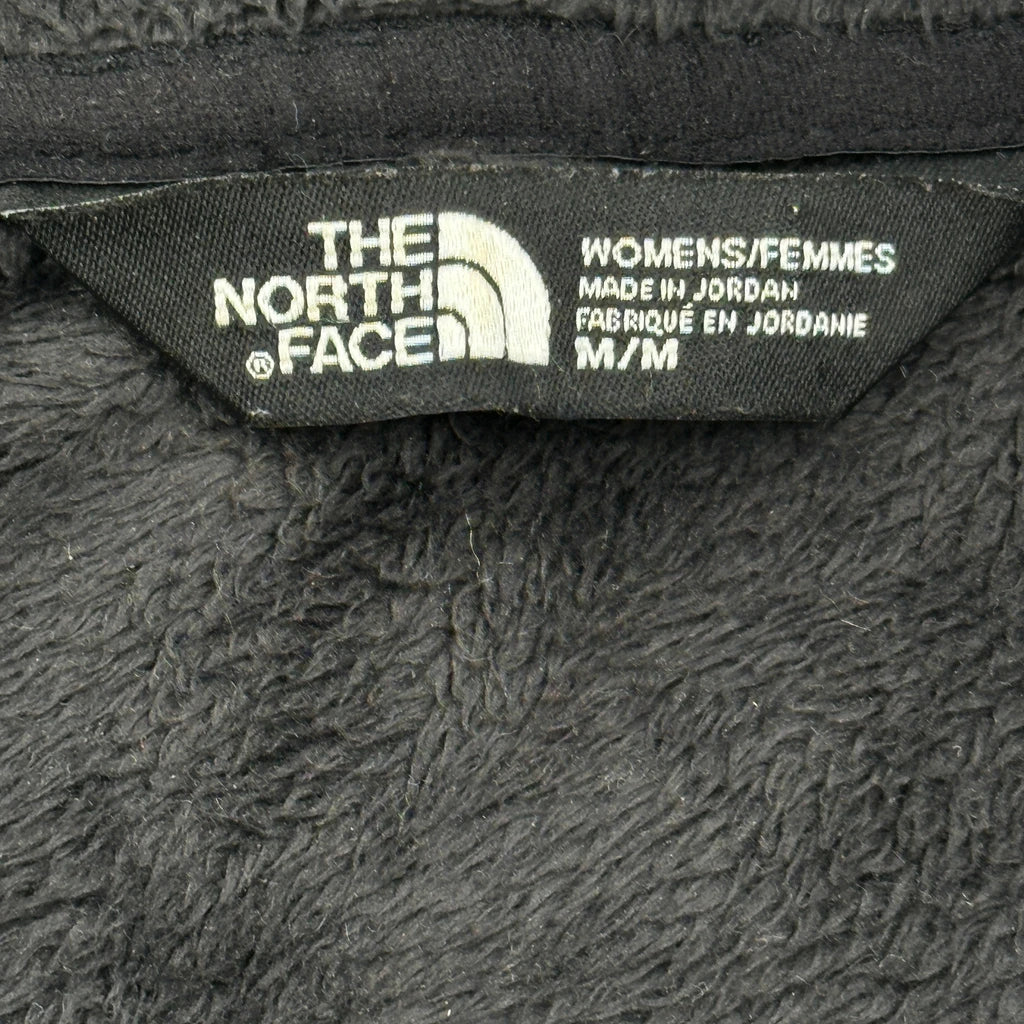 THE
NORTH
®FACE
WOMENS/FEMMES
MADE IN JORDAN
FABRIQUÉ EN JORDANIE
M/M